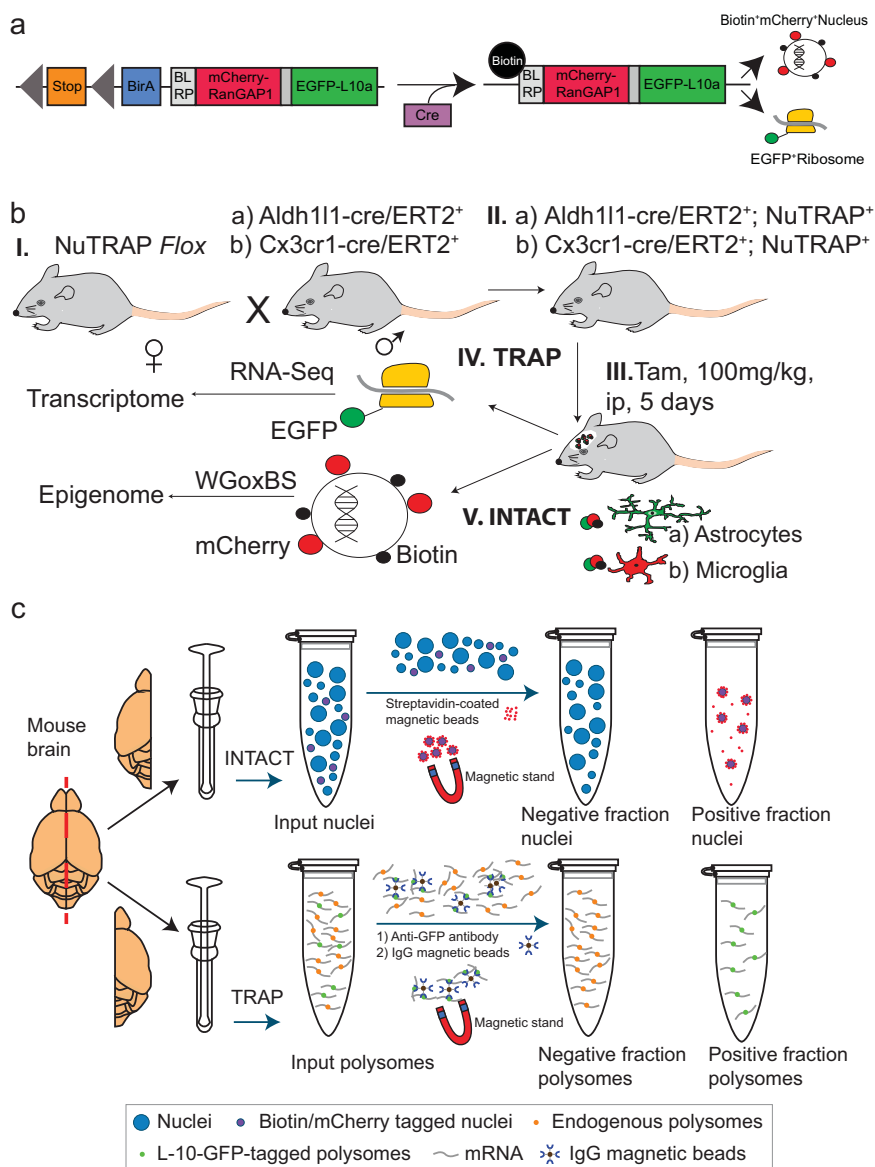 a
Biotin⁺mCherry⁺Nucleus
Biotin
Stop
BirA
BL
RP
mCherry-
RanGAP1
EGFP-L10a
Cre
BL
RP
mCherry-
RanGAP1
EGFP-L10a
EGFP⁺Ribosome
b
I. NuTRAP Flox
a) Aldh1l1-cre/ERT2⁺
b) Cx3cr1-cre/ERT2⁺
II. a) Aldh1l1-cre/ERT2⁺; NuTRAP⁺
b) Cx3cr1-cre/ERT2⁺; NuTRAP⁺
X
♀
♂
IV. TRAP
III. Tam, 100mg/kg,
ip, 5 days
RNA-Seq
Transcriptome
EGFP
WGoxBS
Epigenome
mCherry
Biotin
V. INTACT
a) Astrocytes
b) Microglia
c
Mouse
brain
INTACT
Input nuclei
Streptavidin-coated
magnetic beads
Magnetic stand
Negative fraction
nuclei
Positive fraction
nuclei
TRAP
Input polysomes
1) Anti-GFP antibody
2) IgG magnetic beads
Magnetic stand
Negative fraction
polysomes
Positive fraction
polysomes
Nuclei
Biotin/mCherry tagged nuclei
Endogenous polysomes
L-10-GFP-tagged polysomes
mRNA
IgG magnetic beads